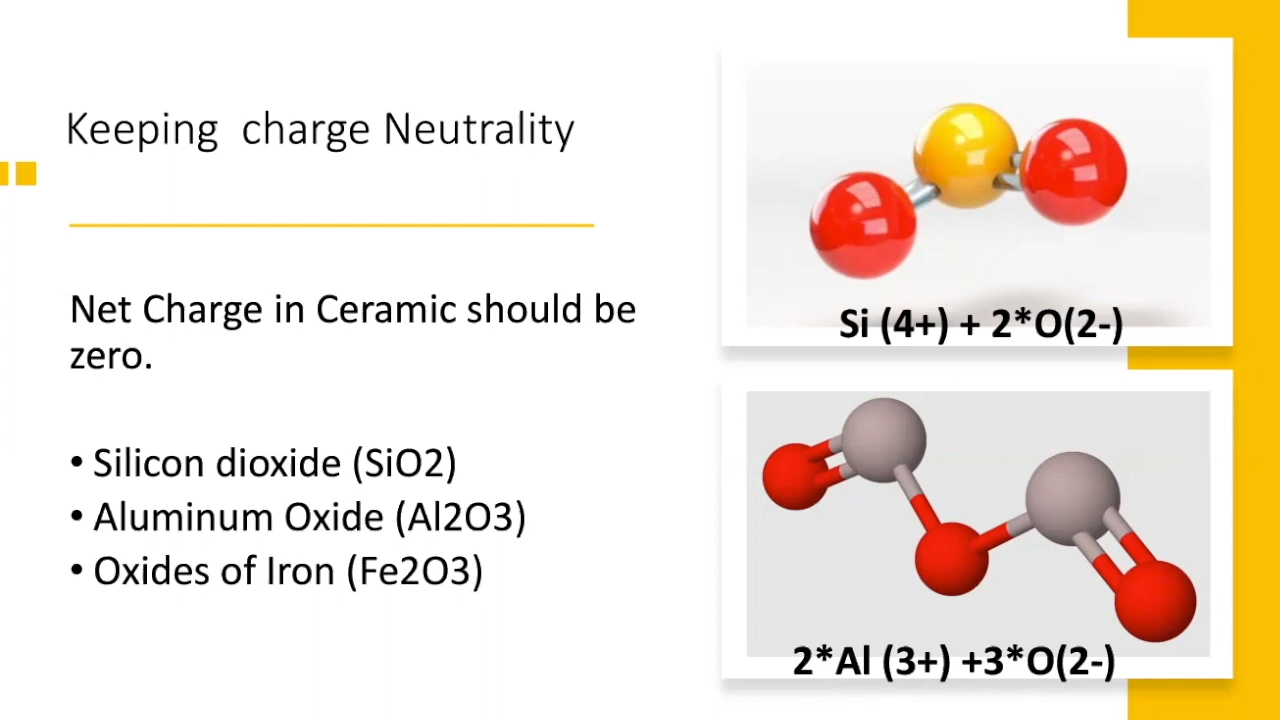 Keeping  charge Neutrality
Net Charge in Ceramic should be
zero.
• Silicon dioxide (SiO2)
• Aluminum Oxide (Al2O3)
• Oxides of Iron (Fe2O3)
Si (4+) + 2*O(2-)
2*Al (3+) +3*O(2-)